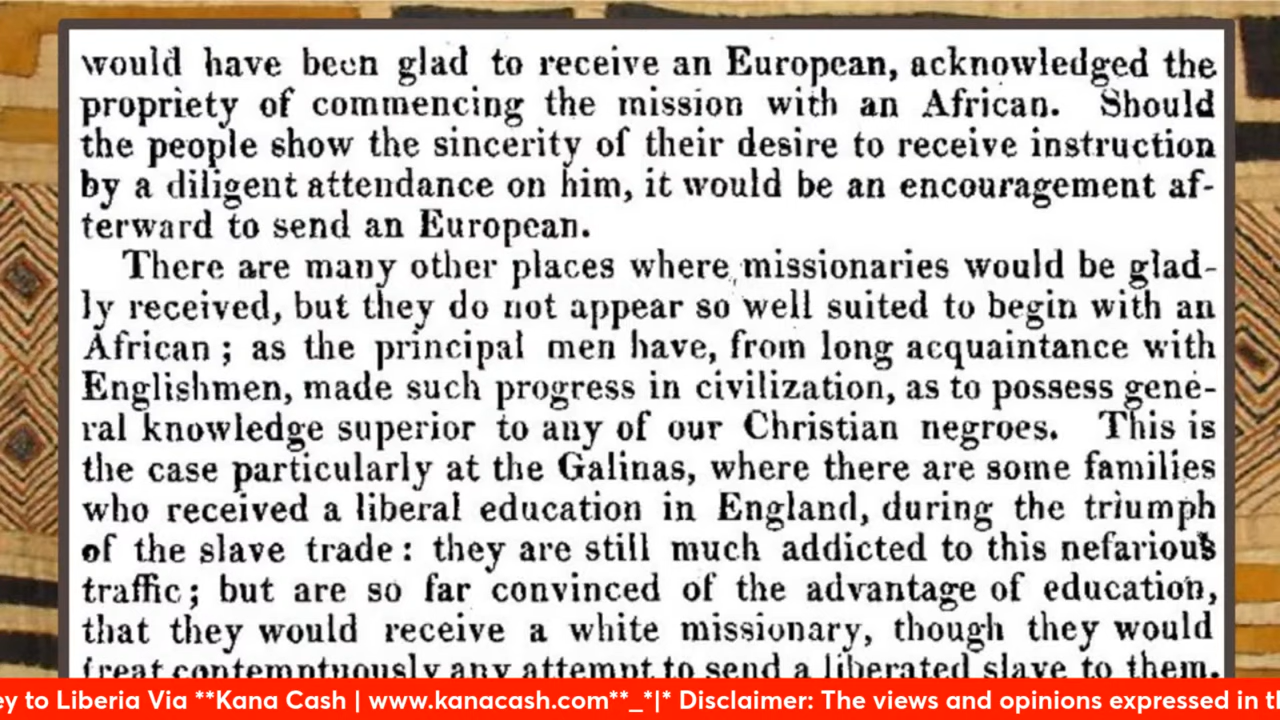 would have been glad to receive an European, acknowledged the
propriety of commencing the mission with an African. Should
the people show the sincerity of their desire to receive instruction
by a diligent attendance on him, it would be an encouragement af-
terward to send an European.
There are many other places where missionaries would be glad-
ly received, but they do not appear so well suited to begin with an
African; as the principal men have, from long acquaintance with
Englishmen, made such progress in civilization, as to possess gene-
ral knowledge superior to any of our Christian negroes. This is
the case particularly at the Galinas, where there are some families
who received a liberal education in England, during the triumph
of the slave trade: they are still much addicted to this nefarious
traffic; but are so far convinced of the advantage of education,
that they would receive a white missionary, though they would
treat contemptuously any attempt to send a liberated slave to them.
ey to Liberia Via **Kana Cash | www.kanacash.com**_*|* Disclaimer: The views and opinions expressed in t